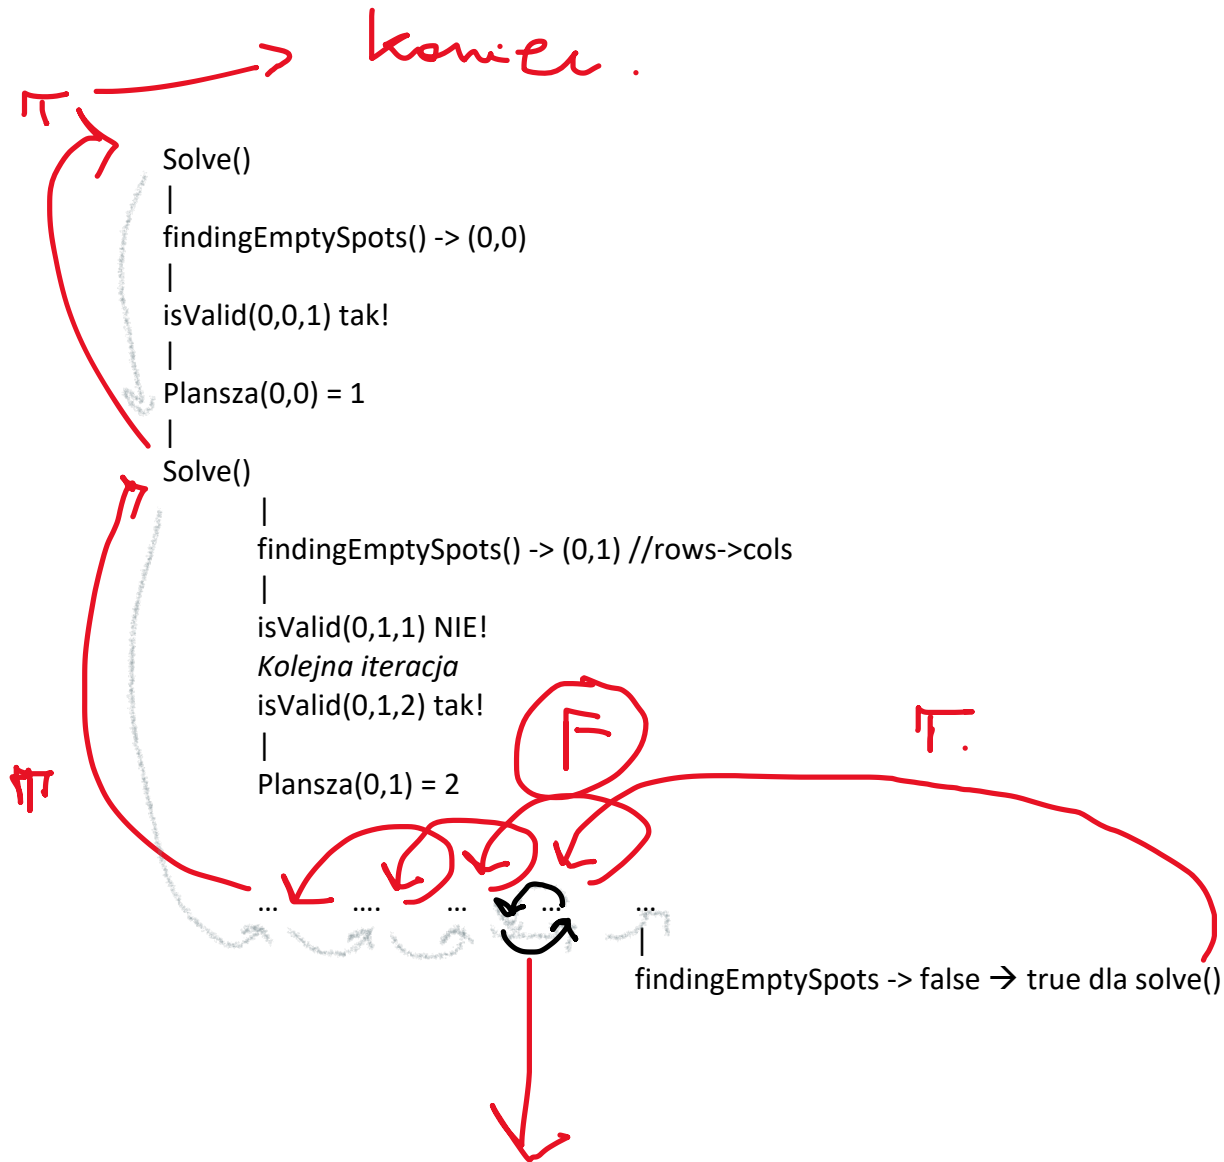 koniec.
T
Solve()
|
findingEmptySpots() -> (0,0)
|
isValid(0,0,1) tak!
|
Plansza(0,0) = 1
|
Solve()
T
|
findingEmptySpots() -> (0,1) //rows->cols
|
isValid(0,1,1) NIE!
Kolejna iteracja
isValid(0,1,2) tak!
F
T.
|
Plansza(0,1) = 2
... .... ... ... ...
|
findingEmptySpots -> false → true dla solve()